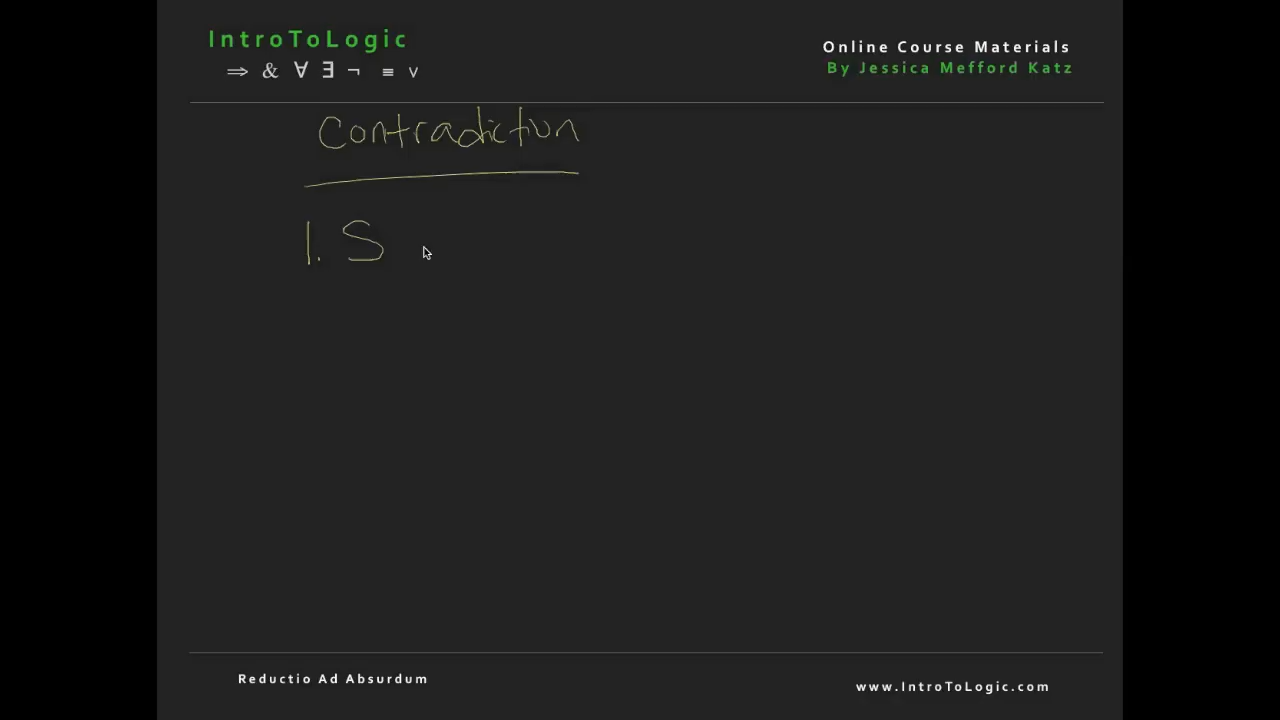 IntroToLogic
⇒ & ∀ ∃ ¬ ≡ ∨
Online Course Materials
By Jessica Mefford Katz
Contradiction
1. S
Reductio Ad Absurdum
www.IntroToLogic.com